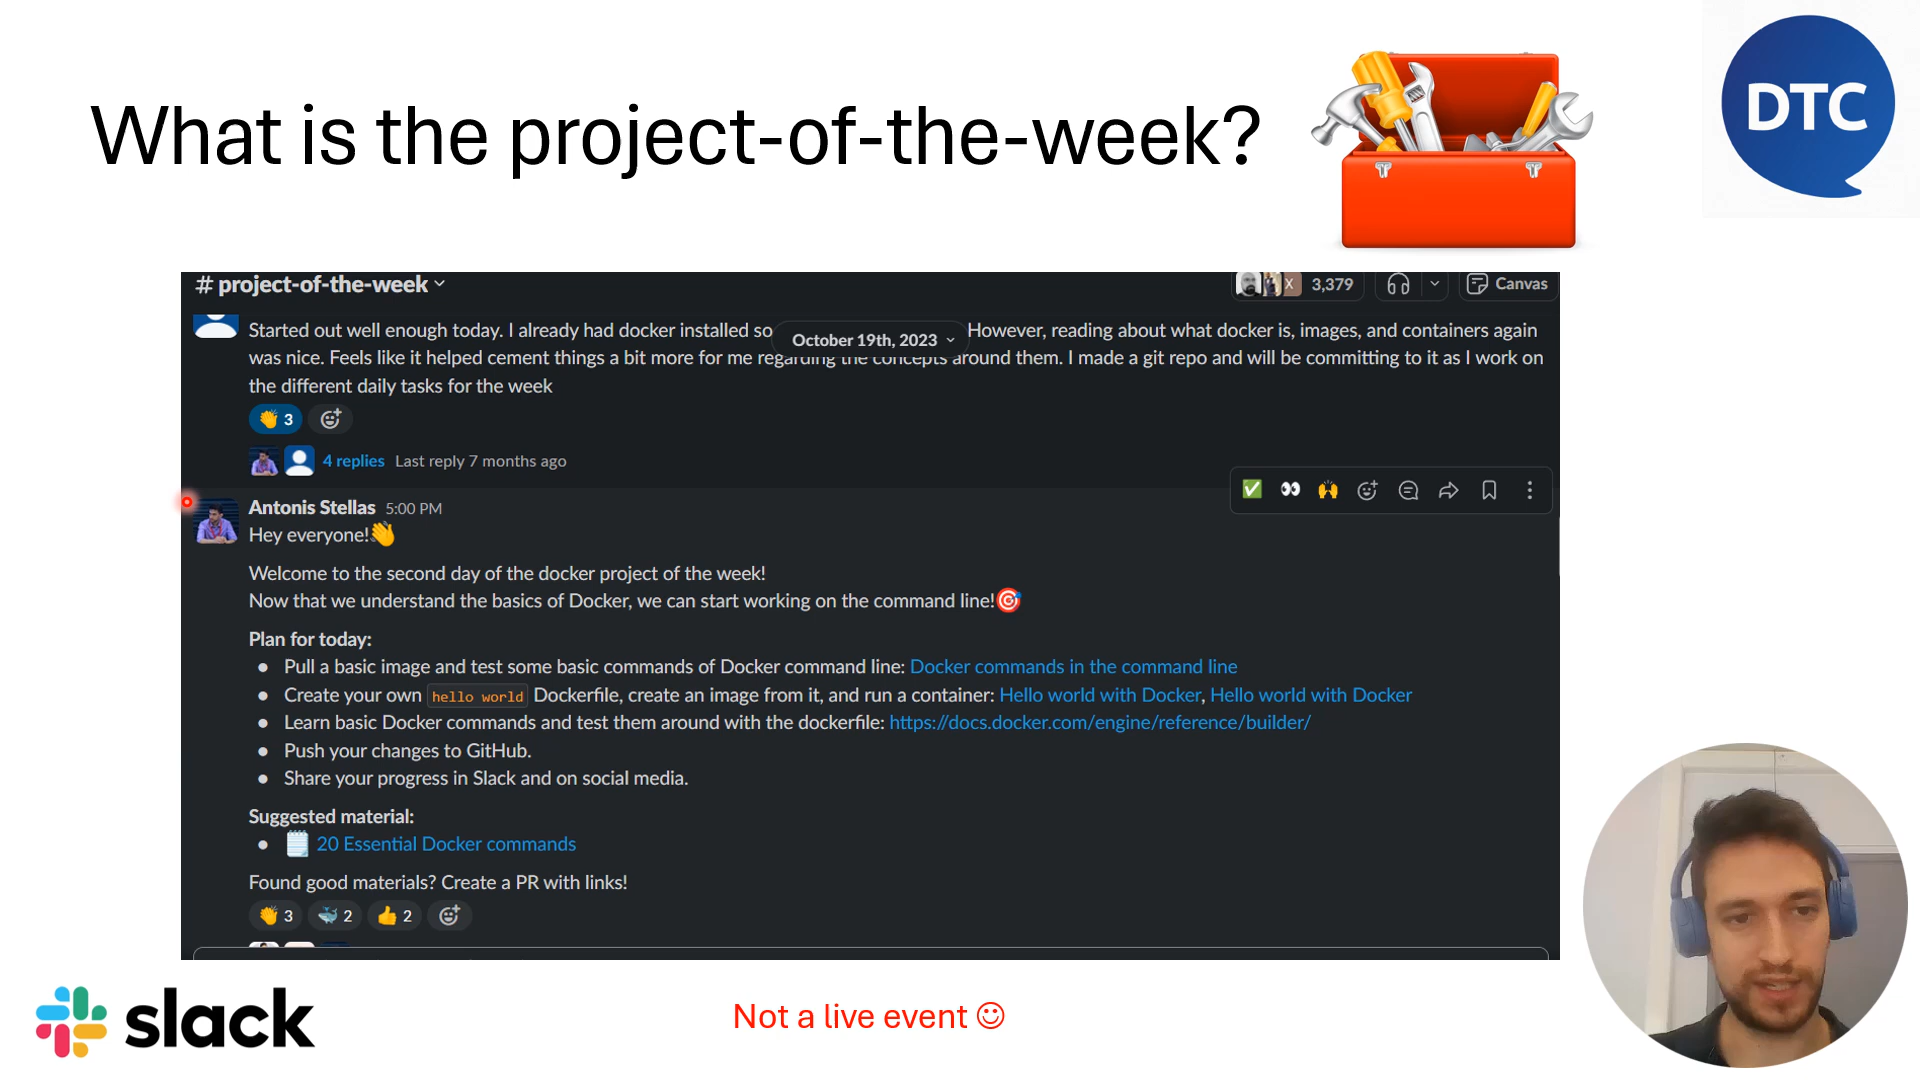 What is the project-of-the-week?
DTC
# project-of-the-week
3,379
Canvas
Started out well enough today. I already had docker installed so
However, reading about what docker is, images, and containers again
October 19th, 2023
was nice. Feels like it helped cement things a bit more for me regarding the concepts around them. I made a git repo and will be committing to it as I work on
the different daily tasks for the week
3
4 replies Last reply 7 months ago
Antonis Stellas 5:00 PM
Hey everyone!
Welcome to the second day of the docker project of the week!
Now that we understand the basics of Docker, we can start working on the command line!
Plan for today:
Pull a basic image and test some basic commands of Docker command line: Docker commands in the command line
Create your own hello world Dockerfile, create an image from it, and run a container: Hello world with Docker, Hello world with Docker
Learn basic Docker commands and test them around with the dockerfile: https://docs.docker.com/engine/reference/builder/
Push your changes to GitHub.
Share your progress in Slack and on social media.
Suggested material:
20 Essential Docker commands
Found good materials? Create a PR with links!
3 2 2
slack
Not a live event